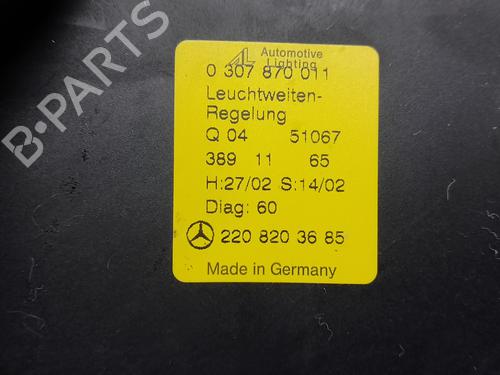 AL Automotive Lighting
0 307 870 011
Leuchtweiten-
Regelung
Q 04 51067
389 11 65
H:27/02 S:14/02
Diag: 60
220 820 36 85
Made in Germany
B-PARTS